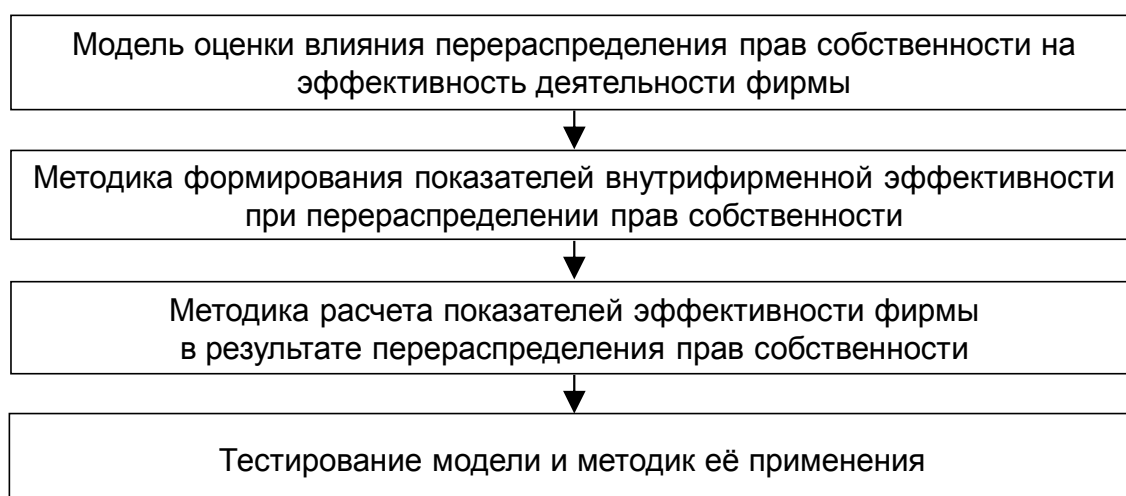 Модель оценки влияния перераспределения прав собственности на
эффективность деятельности фирмы
Методика формирования показателей внутрифирменной эффективности
при перераспределении прав собственности
Методика расчета показателей эффективности фирмы
в результате перераспределения прав собственности
Тестирование модели и методик её применения